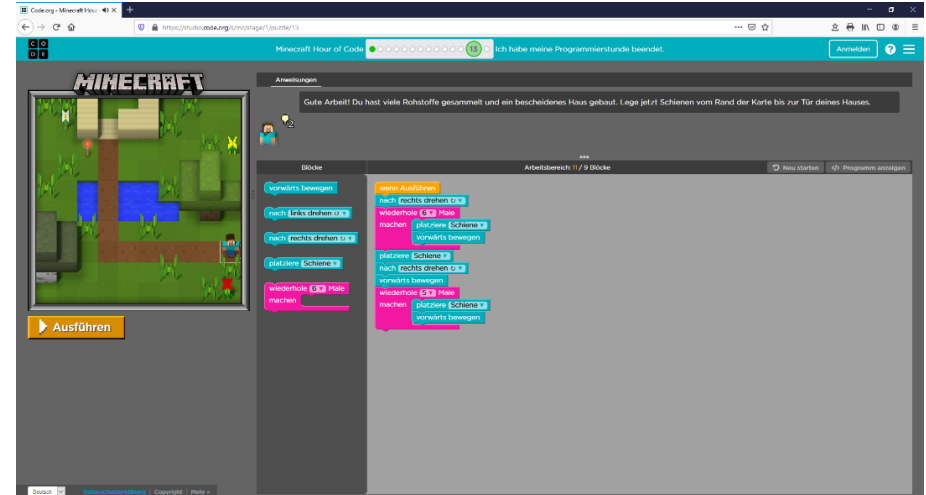 Code.org - Minecraft Hour
https://studio.code.org/s/mc/stage/1/puzzle/13
C O
D E
Minecraft Hour of Code
13
Ich habe meine Programmierstunde beendet.
Anmelden
?
MINECRAFT
Anweisungen
Gute Arbeit! Du hast viele Rohstoffe gesammelt und ein bescheidenes Haus gebaut. Lege jetzt Schienen vom Rand der Karte bis zur Tür deines Hauses.
2
Blöcke
Arbeitsbereich: 11 / 9 Blöcke
Neu starten
</> Programm anzeigen
vorwärts bewegen
nach links drehen ↺
nach rechts drehen ↻
platziere Schiene
wiederhole 6 Male
machen
wenn Ausführen
nach rechts drehen ↻
wiederhole 6 Male
machen platziere Schiene
vorwärts bewegen
platziere Schiene
nach rechts drehen ↻
vorwärts bewegen
wiederhole 5 Male
machen platziere Schiene
vorwärts bewegen
Ausführen
Deutsch
Datenschutzerklärung | Copyright | Mehr